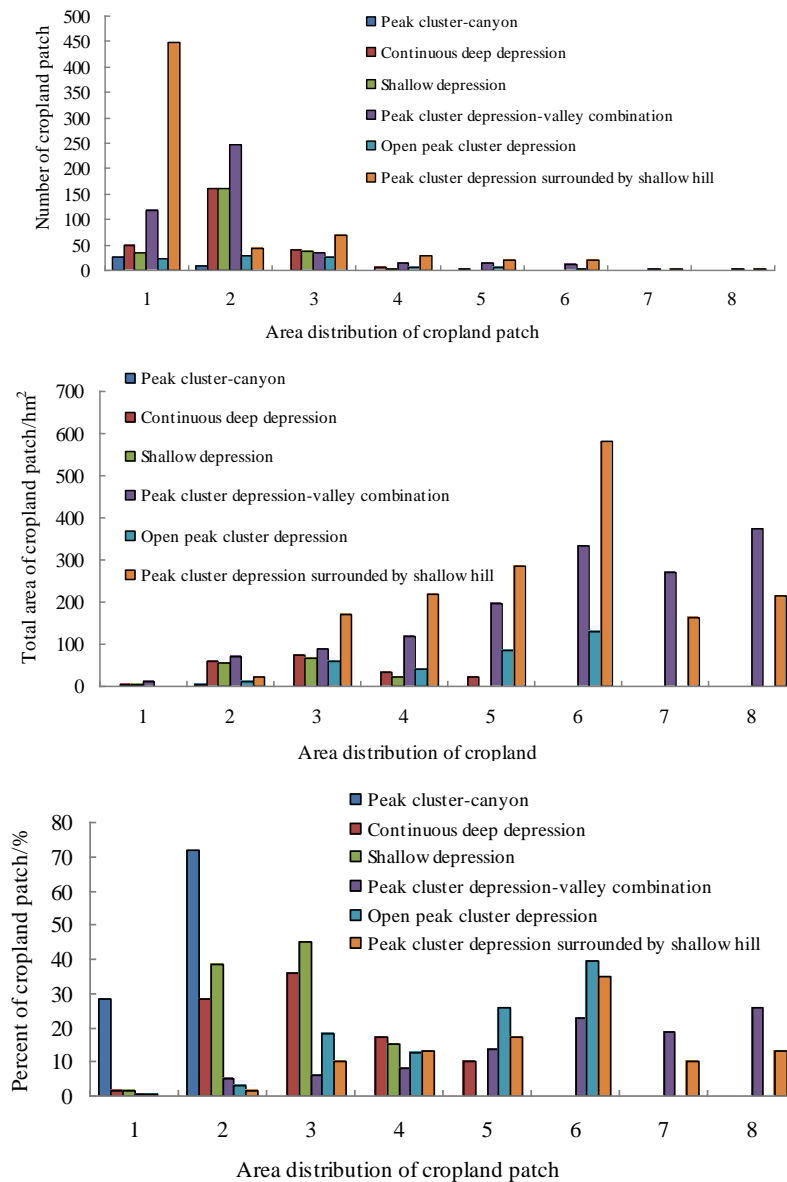 500
450
400
350
300
250
200
150
100
50
0
Number of cropland patch
Peak cluster-canyon
Continuous deep depression
Shallow depression
Peak cluster depression-valley combination
Open peak cluster depression
Peak cluster depression surrounded by shallow hill
1 2 3 4 5 6 7 8
Area distribution of cropland patch
700
600
500
400
300
200
100
0
Total area of cropland patch/hm²
Peak cluster-canyon
Continuous deep depression
Shallow depression
Peak cluster depression-valley combination
Open peak cluster depression
Peak cluster depression surrounded by shallow hill
1 2 3 4 5 6 7 8
Area distribution of cropland
80
70
60
50
40
30
20
10
0
Percent of cropland patch/%
Peak cluster-canyon
Continuous deep depression
Shallow depression
Peak cluster depression-valley combination
Open peak cluster depression
Peak cluster depression surrounded by shallow hill
1 2 3 4 5 6 7 8
Area distribution of cropland patch